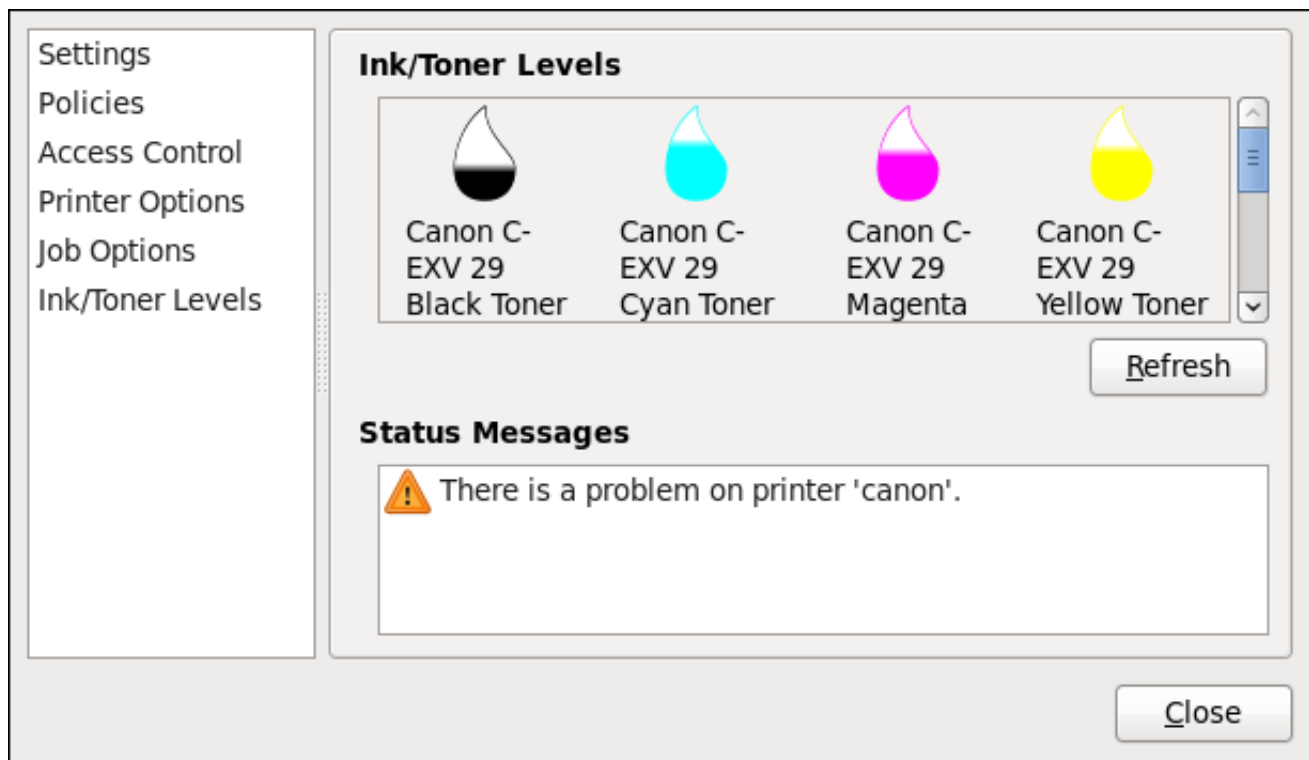 Settings
Policies
Access Control
Printer Options
Job Options
Ink/Toner Levels
Ink/Toner Levels
Canon C-
EXV 29
Black Toner
Canon C-
EXV 29
Cyan Toner
Canon C-
EXV 29
Magenta
Canon C-
EXV 29
Yellow Toner
Refresh
Status Messages
There is a problem on printer 'canon'.
Close